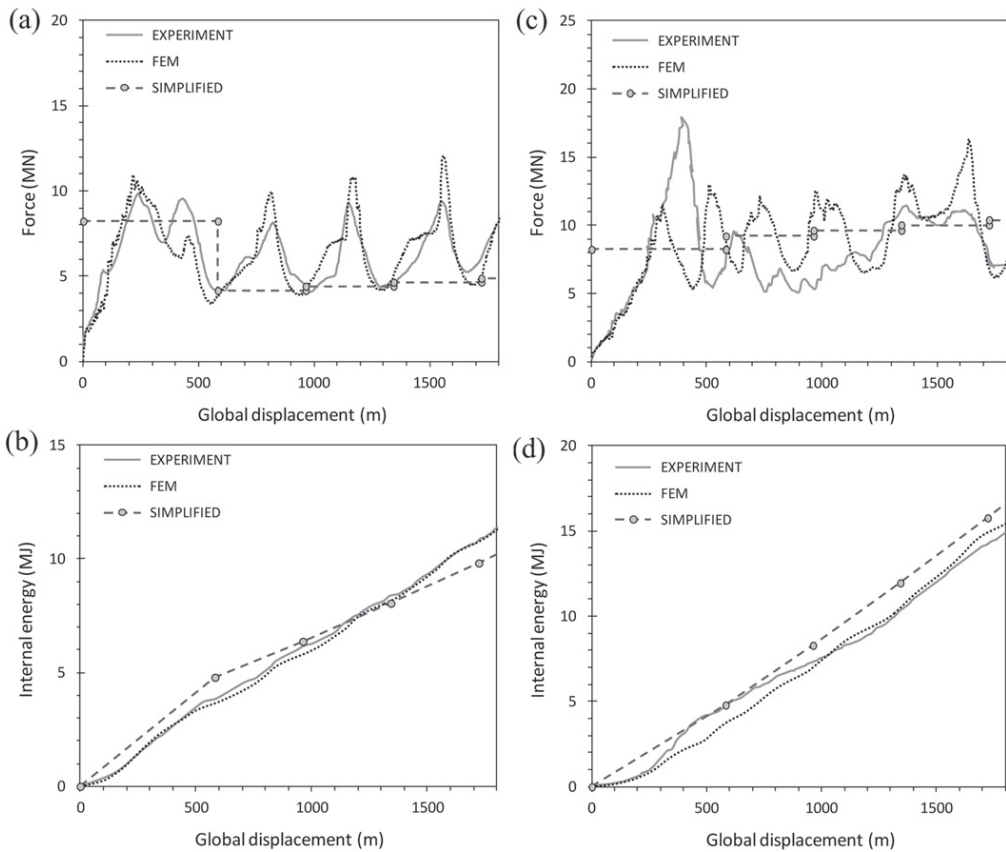 (a)
20
15
10
5
0
Force (MN)
EXPERIMENT
FEM
SIMPLIFIED
0 500 1000 1500
Global displacement (m)
(c)
25
20
15
10
5
0
Force (MN)
EXPERIMENT
FEM
SIMPLIFIED
0 500 1000 1500
Global displacement (m)
(b)
15
10
5
0
Internal energy (MJ)
EXPERIMENT
FEM
SIMPLIFIED
0 500 1000 1500
Global displacement (m)
(d)
20
15
10
5
0
Internal energy (MJ)
EXPERIMENT
FEM
SIMPLIFIED
0 500 1000 1500
Global displacement (m)